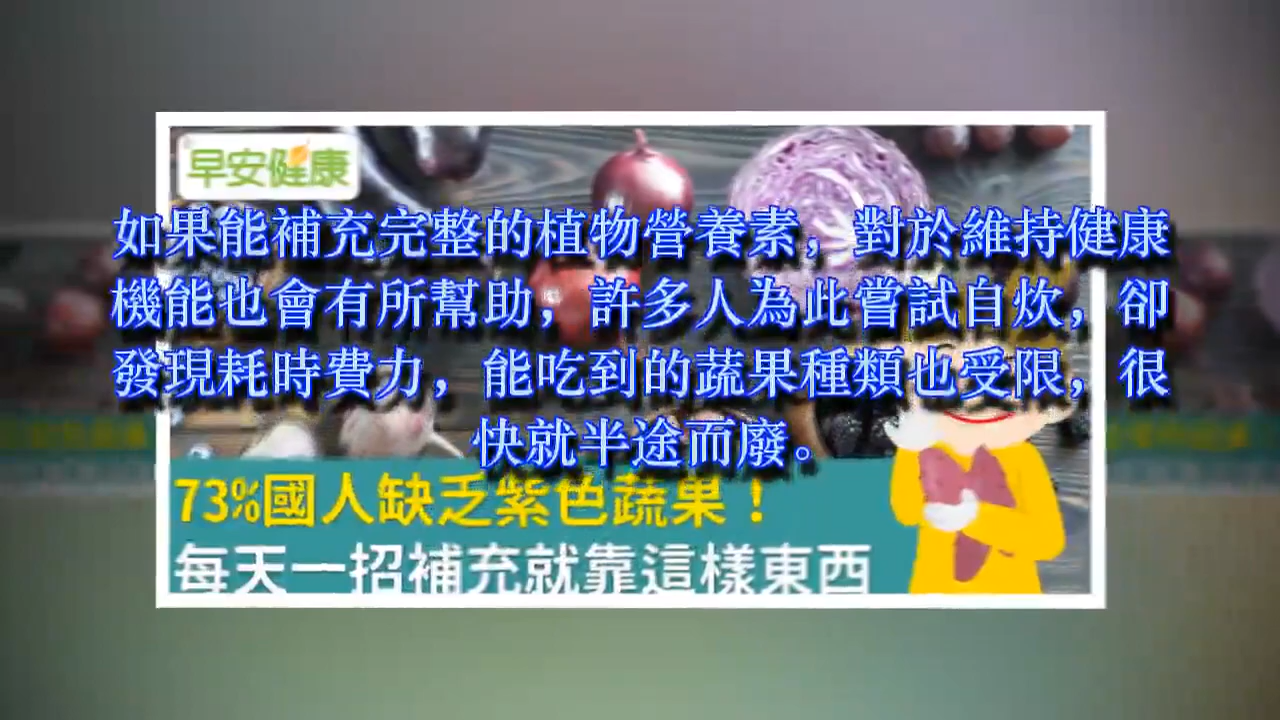 早安健康
如果能補充完整的植物營養素，對於維持健康
機能也會有所幫助，許多人為此嘗試自炊，卻
發現耗時費力，能吃到的蔬果種類也受限，很
快就半途而廢。
73%國人缺乏紫色蔬果！
每天一招補充就靠這樣東西